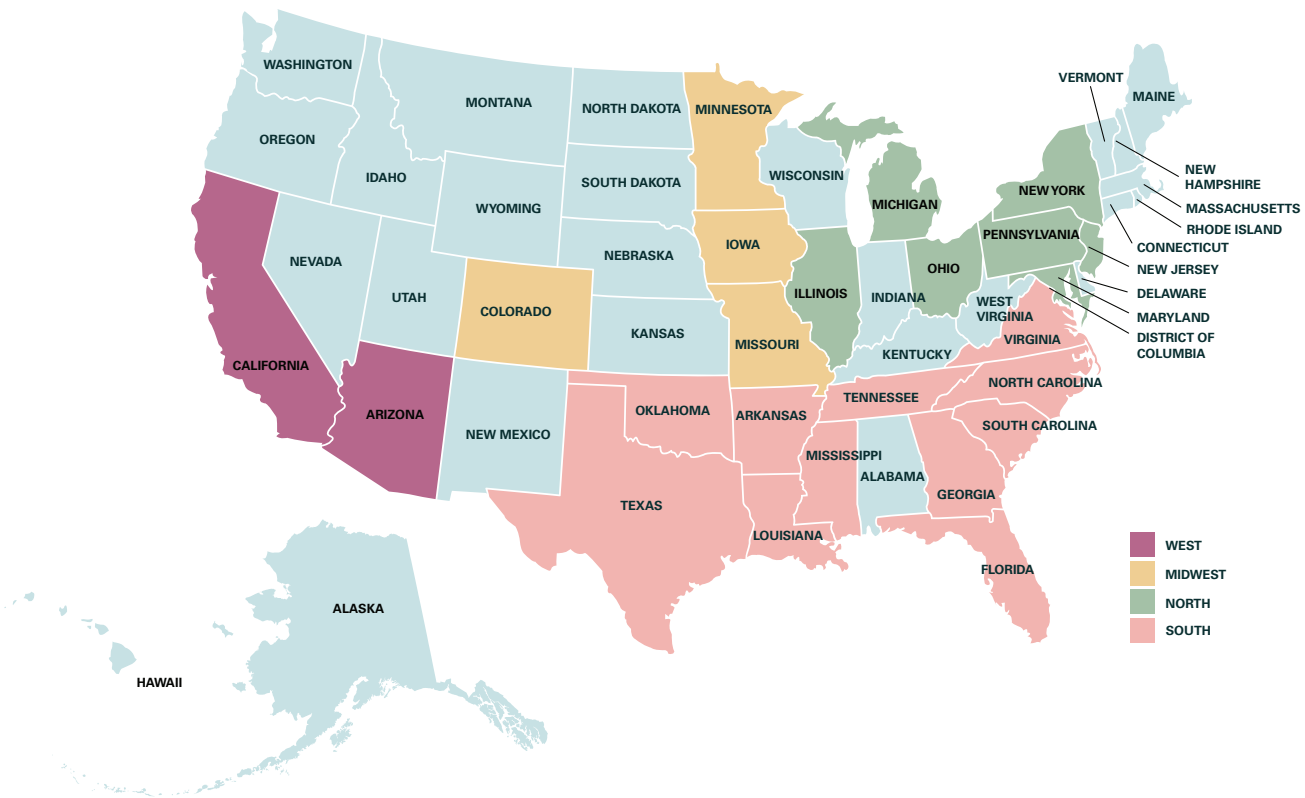 WASHINGTON
OREGON
IDAHO
MONTANA
NORTH DAKOTA
SOUTH DAKOTA
WYOMING
NEBRASKA
NEVADA
UTAH
COLORADO
KANSAS
CALIFORNIA
ARIZONA
NEW MEXICO
OKLAHOMA
TEXAS
MINNESOTA
IOWA
MISSOURI
ARKANSAS
LOUISIANA
WISCONSIN
ILLINOIS
MICHIGAN
INDIANA
OHIO
KENTUCKY
TENNESSEE
MISSISSIPPI
ALABAMA
GEORGIA
FLORIDA
SOUTH CAROLINA
NORTH CAROLINA
VIRGINIA
WEST
VIRGINIA
PENNSYLVANIA
NEW YORK
VERMONT
MAINE
NEW
HAMPSHIRE
MASSACHUSETTS
RHODE ISLAND
CONNECTICUT
NEW JERSEY
DELAWARE
MARYLAND
DISTRICT OF
COLUMBIA
ALASKA
HAWAII
WEST
MIDWEST
NORTH
SOUTH